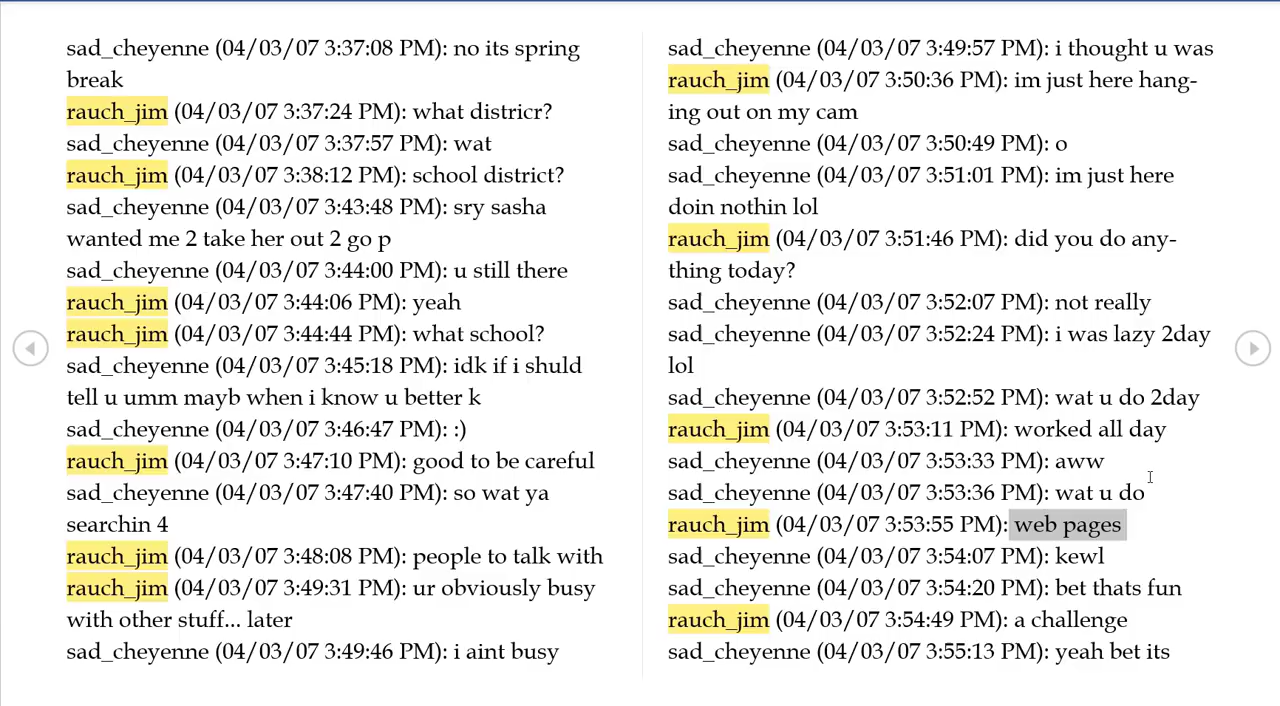 sad_cheyenne (04/03/07 3:37:08 PM): no its spring
break
rauch_jim (04/03/07 3:37:24 PM): what districr?
sad_cheyenne (04/03/07 3:37:57 PM): wat
rauch_jim (04/03/07 3:38:12 PM): school district?
sad_cheyenne (04/03/07 3:43:48 PM): sry sasha
wanted me 2 take her out 2 go p
sad_cheyenne (04/03/07 3:44:00 PM): u still there
rauch_jim (04/03/07 3:44:06 PM): yeah
rauch_jim (04/03/07 3:44:44 PM): what school?
sad_cheyenne (04/03/07 3:45:18 PM): idk if i shuld
tell u umm mayb when i know u better k
sad_cheyenne (04/03/07 3:46:47 PM): :)
rauch_jim (04/03/07 3:47:10 PM): good to be careful
sad_cheyenne (04/03/07 3:47:40 PM): so wat ya
searchin 4
rauch_jim (04/03/07 3:48:08 PM): people to talk with
rauch_jim (04/03/07 3:49:31 PM): ur obviously busy
with other stuff... later
sad_cheyenne (04/03/07 3:49:46 PM): i aint busy
sad_cheyenne (04/03/07 3:49:57 PM): i thought u was
rauch_jim (04/03/07 3:50:36 PM): im just here hang-
ing out on my cam
sad_cheyenne (04/03/07 3:50:49 PM): o
sad_cheyenne (04/03/07 3:51:01 PM): im just here
doin nothin lol
rauch_jim (04/03/07 3:51:46 PM): did you do any-
thing today?
sad_cheyenne (04/03/07 3:52:07 PM): not really
sad_cheyenne (04/03/07 3:52:24 PM): i was lazy 2day
lol
sad_cheyenne (04/03/07 3:52:52 PM): wat u do 2day
rauch_jim (04/03/07 3:53:11 PM): worked all day
sad_cheyenne (04/03/07 3:53:33 PM): aww
sad_cheyenne (04/03/07 3:53:36 PM): wat u do
rauch_jim (04/03/07 3:53:55 PM): web pages
sad_cheyenne (04/03/07 3:54:07 PM): kewl
sad_cheyenne (04/03/07 3:54:20 PM): bet thats fun
rauch_jim (04/03/07 3:54:49 PM): a challenge
sad_cheyenne (04/03/07 3:55:13 PM): yeah bet its